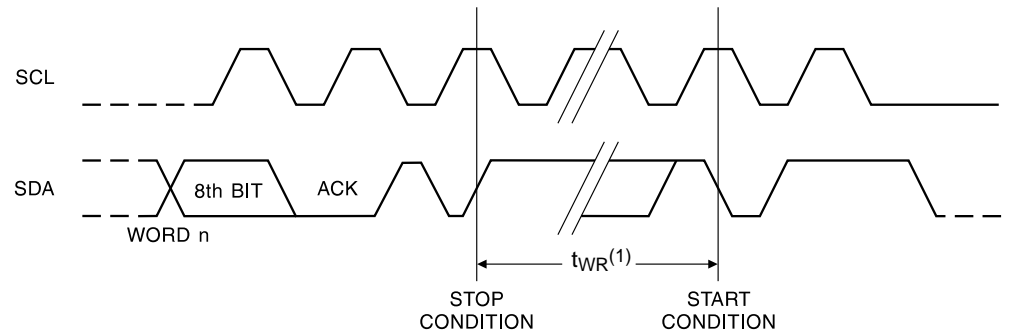 SCL
SDA
8th BIT
ACK
WORD n
tWR(1)
STOP
CONDITION
START
CONDITION